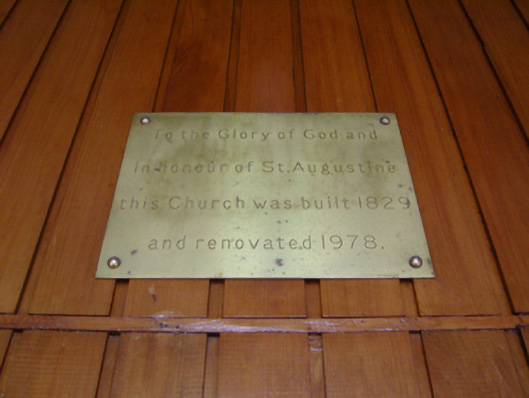 To the Glory of God and
in honour of St. Augustine
this Church was built 1829
and renovated 1978.